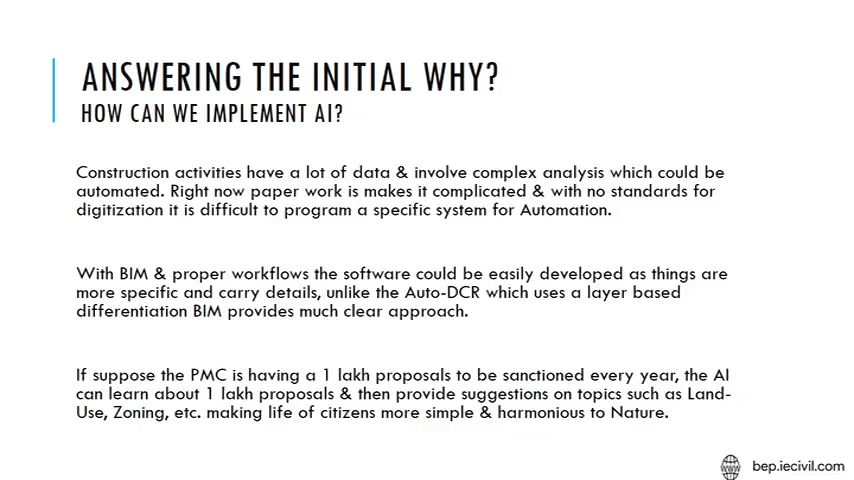 ANSWERING THE INITIAL WHY?
HOW CAN WE IMPLEMENT AI?
Construction activities have a lot of data & involve complex analysis which could be
automated. Right now paper work is makes it complicated & with no standards for
digitization it is difficult to program a specific system for Automation.
With BIM & proper workflows the software could be easily developed as things are
more specific and carry details, unlike the Auto-DCR which uses a layer based
differentiation BIM provides much clear approach.
If suppose the PMC is having a 1 lakh proposals to be sanctioned every year, the AI
can learn about 1 lakh proposals & then provide suggestions on topics such as Land-
Use, Zoning, etc. making life of citizens more simple & harmonious to Nature.
WWW
bep.iecivil.com